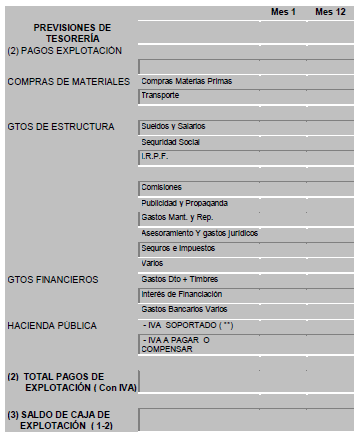 Mes 1 Mes 12
PREVISIONES DE
TESORERÍA
(2) PAGOS EXPLOTACIÓN
COMPRAS DE MATERIALES Compras Materias Primas
Transporte
GTOS DE ESTRUCTURA Sueldos y Salarios
Seguridad Social
I.R.P.F.
Comisiones
Publicidad y Propaganda
Gastos Mant. y Rep.
Asesoramiento Y gastos jurídicos
Seguros e Impuestos
Varios
GTOS FINANCIEROS Gastos Dto + Timbres
Interés de Financiación
Gastos Bancarios Varios
HACIENDA PÚBLICA - IVA SOPORTADO ( **)
- IVA A PAGAR O
COMPENSAR
(2) TOTAL PAGOS DE
EXPLOTACIÓN ( Con IVA)
(3) SALDO DE CAJA DE
EXPLOTACIÓN ( 1-2)